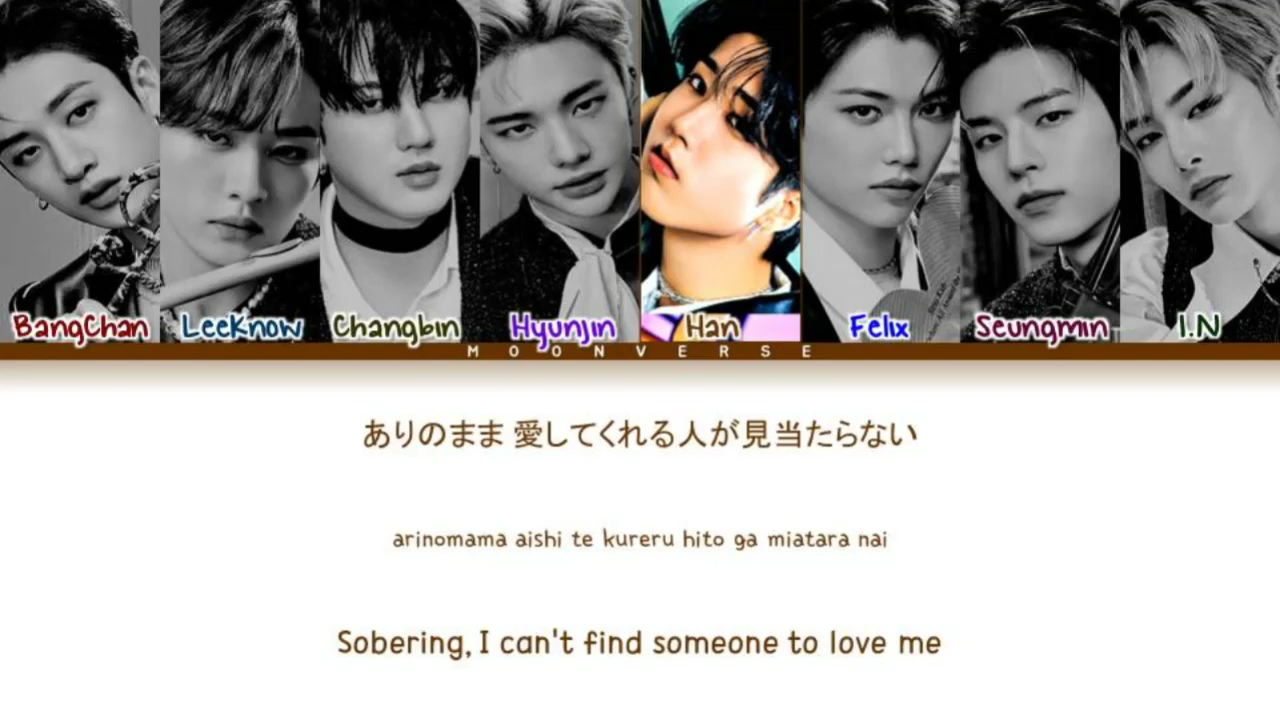 BangChan LeeKnow Changbin Hyunjin Han Felix Seungmin I.N
MOONVERSE
ありのまま 愛してくれる人が見当たらない
arinomama aishi te kureru hito ga miatara nai
Sobering, I can't find someone to love me